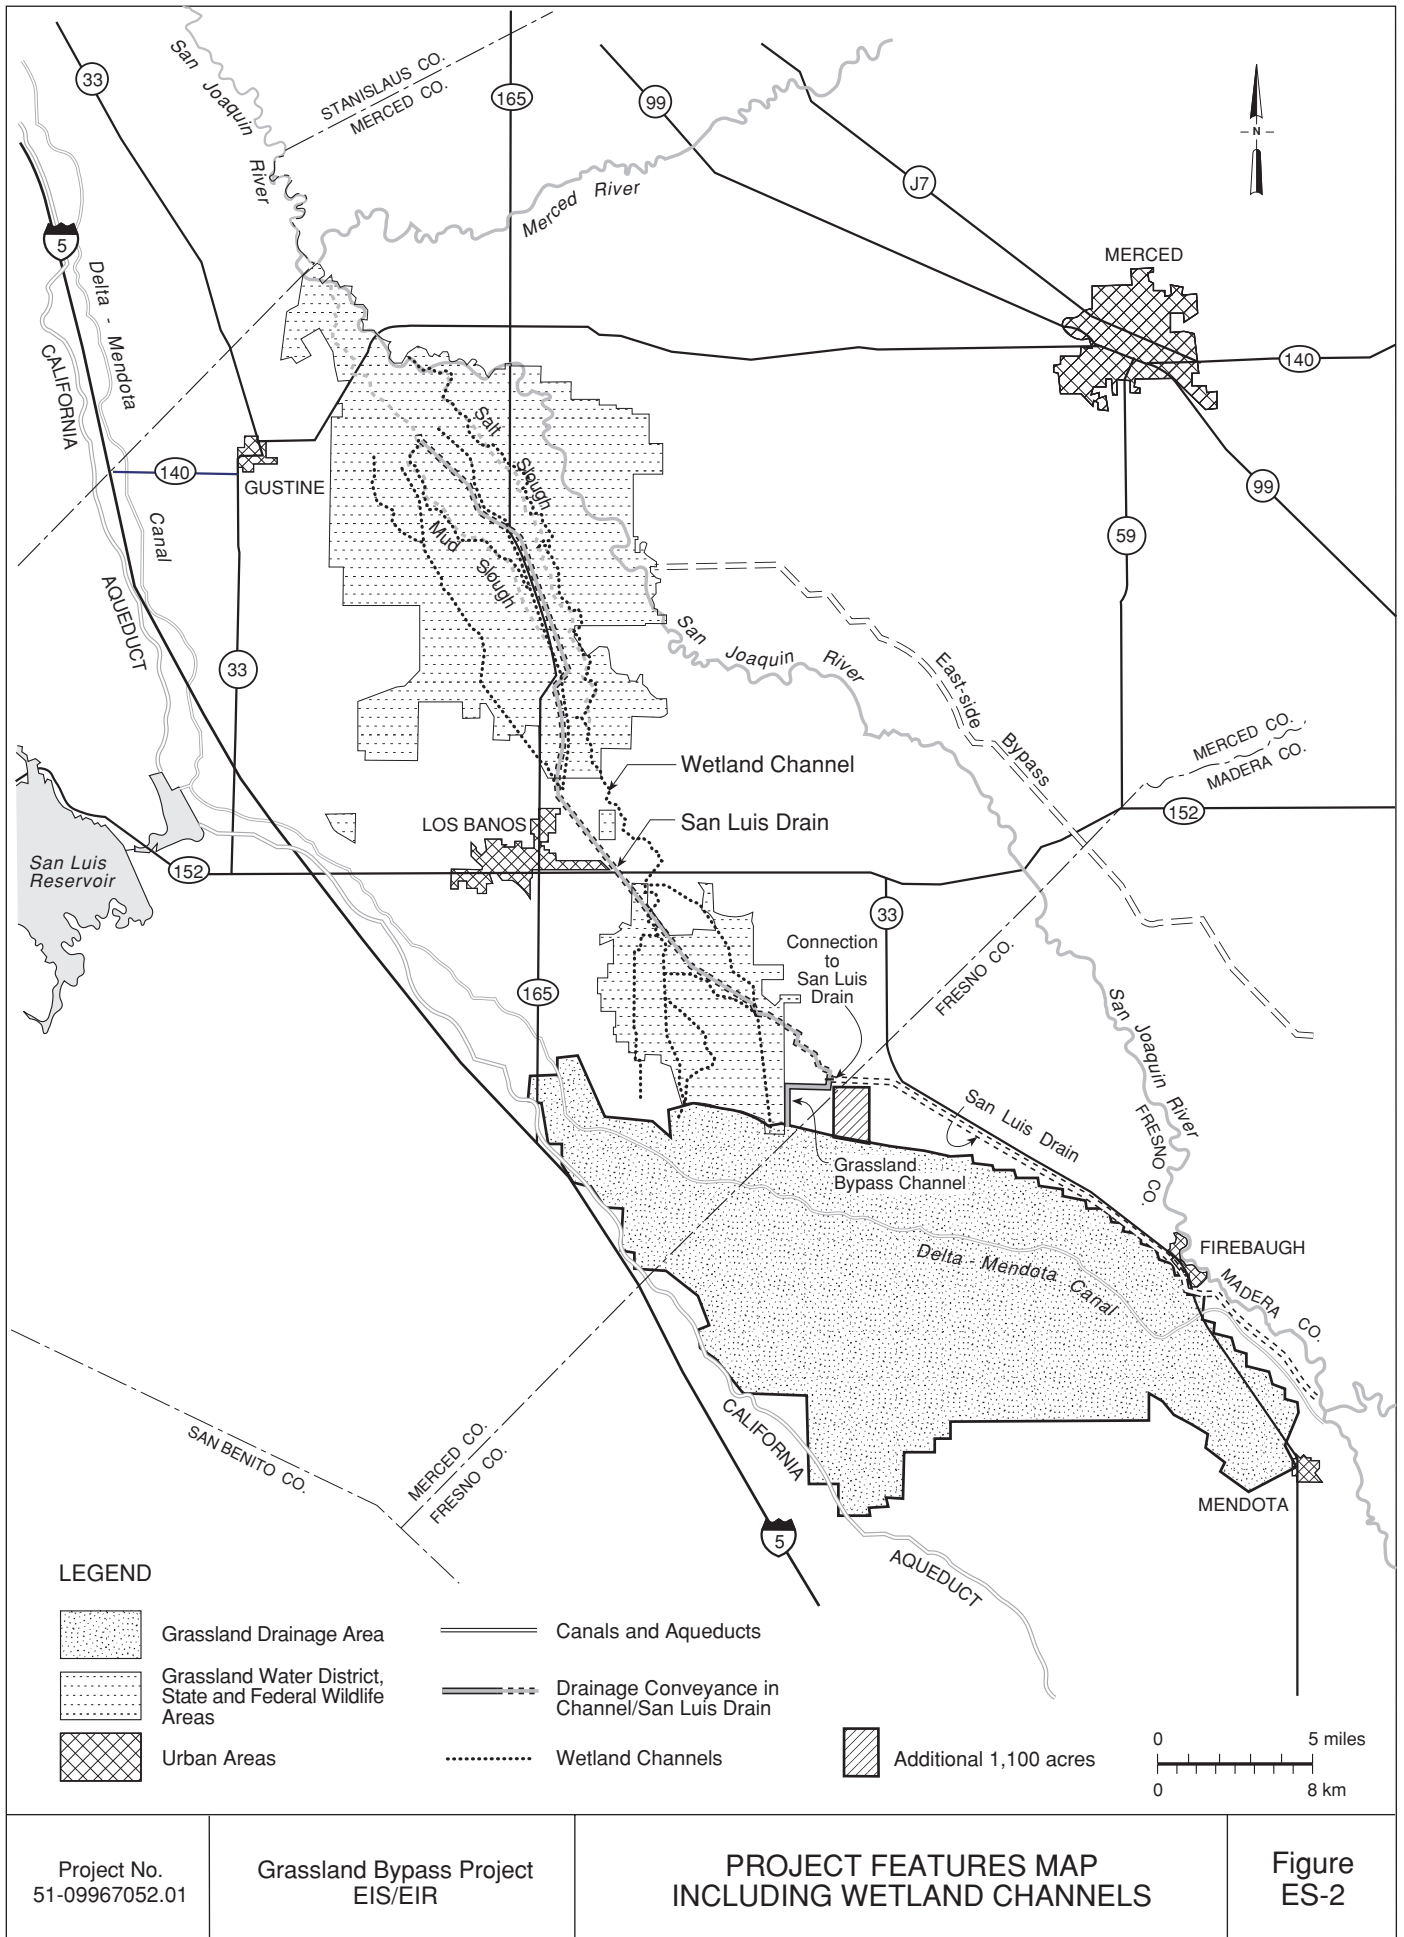 33
San Joaquin
River
STANISLAUS CO.
MERCED CO.
165
99
J7
N
Merced River
5
MERCED
Delta - Mendota
Canal
CALIFORNIA
AQUEDUCT
140
140
GUSTINE
Salt
Slough
Mud
Slough
99
59
33
San Joaquin River
East-side
Bypass
MERCED CO.
MADERA CO.
Wetland Channel
San Luis Drain
LOS BANOS
152
152
San Luis
Reservoir
33
Connection
to
San Luis
Drain
FRESNO CO.
165
San Joaquin River
San Luis Drain
FRESNO CO.
Grassland
Bypass Channel
FIREBAUGH
MADERA CO.
Delta - Mendota Canal
SAN BENITO CO.
MERCED CO.
FRESNO CO.
CALIFORNIA
AQUEDUCT
MENDOTA
5
LEGEND
Grassland Drainage Area
Grassland Water District,
State and Federal Wildlife
Areas
Urban Areas
Canals and Aqueducts
Drainage Conveyance in
Channel/San Luis Drain
Wetland Channels
Additional 1,100 acres
0 5 miles
0 8 km
Project No.
51-09967052.01
Grassland Bypass Project
EIS/EIR
PROJECT FEATURES MAP
INCLUDING WETLAND CHANNELS
Figure
ES-2